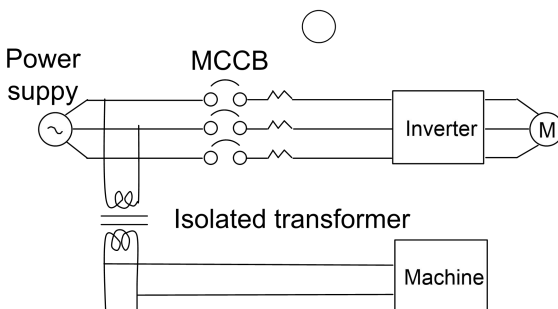 Power
suppy
MCCB
Inverter
M
Isolated transformer
Machine